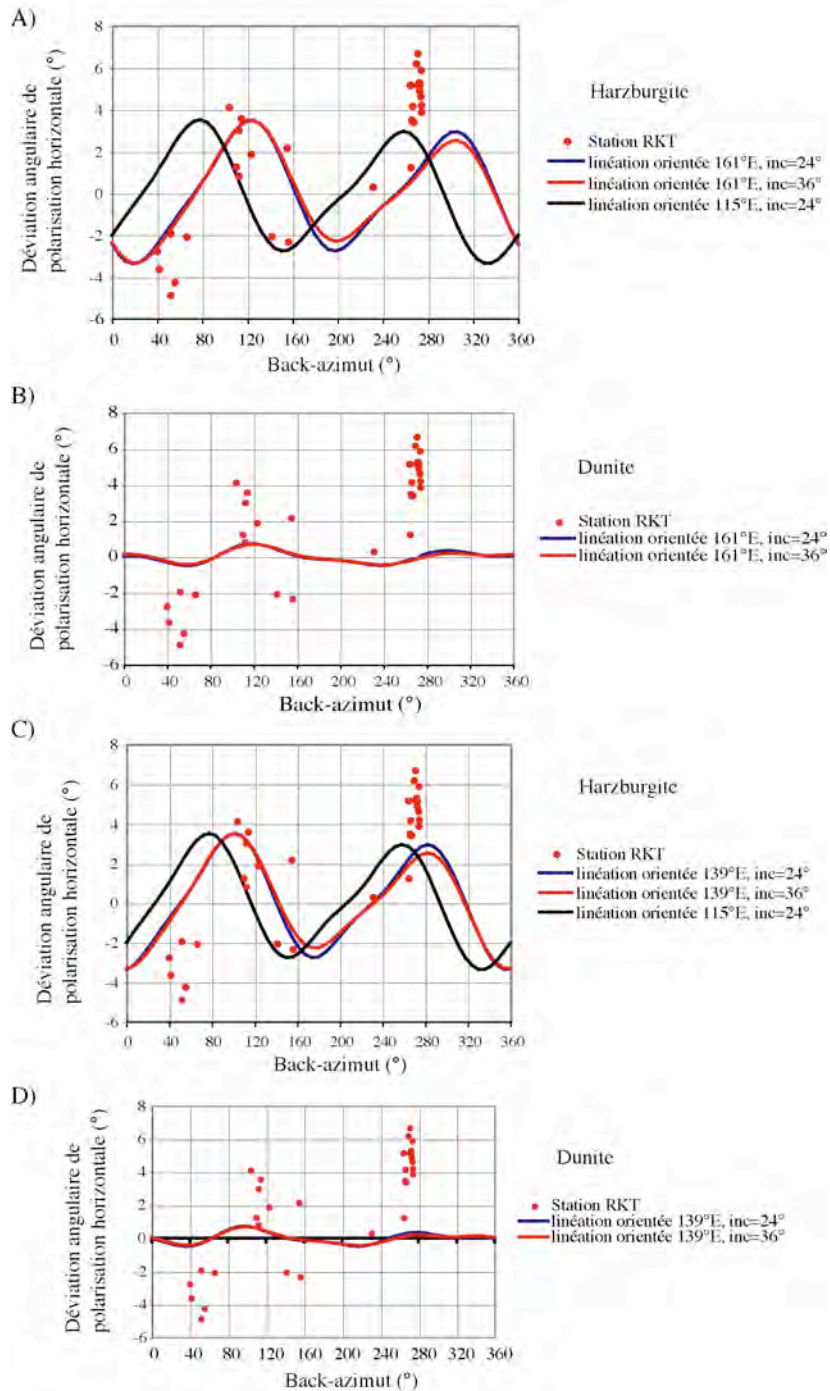 A)
Déviation angulaire de
polarisation horizontale (°)
8
6
4
2
0
-2
-4
-6
0 40 80 120 160 200 240 280 320 360
Back-azimut (°)
Harzburgite
Station RKT
linéation orientée 161°E, inc=24°
linéation orientée 161°E, inc=36°
linéation orientée 115°E, inc=24°
B)
Déviation angulaire de
polarisation horizontale (°)
8
6
4
2
0
-2
-4
-6
0 40 80 120 160 200 240 280 320 360
Back-azimut (°)
Dunite
Station RKT
linéation orientée 161°E, inc=24°
linéation orientée 161°E, inc=36°
C)
Déviation angulaire de
polarisation horizontale (°)
8
6
4
2
0
-2
-4
-6
0 40 80 120 160 200 240 280 320 360
Back-azimut (°)
Harzburgite
Station RKT
linéation orientée 139°E, inc=24°
linéation orientée 139°E, inc=36°
linéation orientée 115°E, inc=24°
D)
Déviation angulaire de
polarisation horizontale (°)
8
6
4
2
0
-2
-4
-6
0 40 80 120 160 200 240 280 320 360
Back-azimut (°)
Dunite
Station RKT
linéation orientée 139°E, inc=24°
linéation orientée 139°E, inc=36°